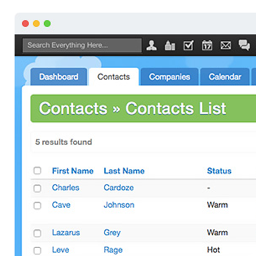 Search Everything Here...
17
Dashboard Contacts Companies Calendar
Contacts » Contacts List
5 results found
First Name Last Name Status
Charles Cardoze -
Cave Johnson Warm
Lazarus Grey Warm
Leve Rage Hot